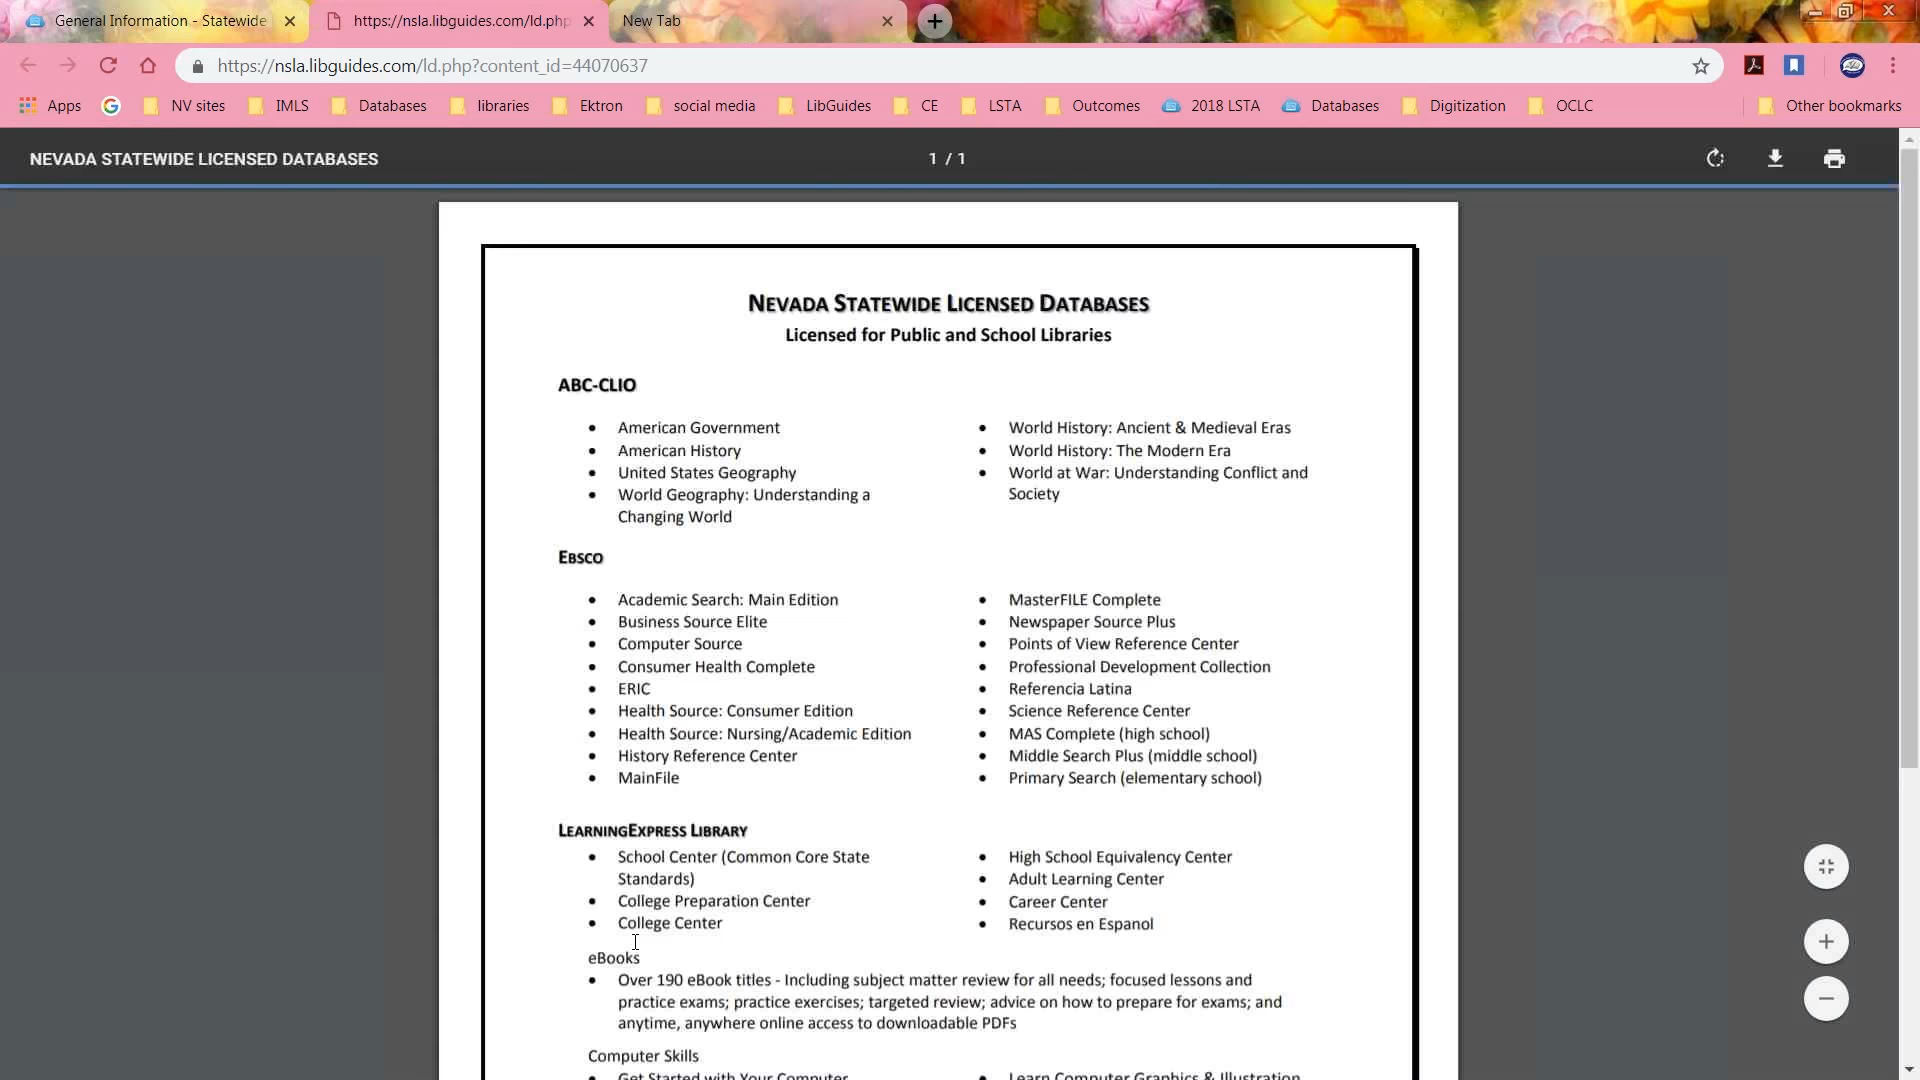 General Information - Statewide
https://nsla.libguides.com/ld.php
New Tab
https://nsla.libguides.com/ld.php?content_id=44070637
Apps
NV sites
IMLS
Databases
libraries
Ektron
social media
LibGuides
CE
LSTA
Outcomes
2018 LSTA
Databases
Digitization
OCLC
Other bookmarks
NEVADA STATEWIDE LICENSED DATABASES
1 / 1
NEVADA STATEWIDE LICENSED DATABASES
Licensed for Public and School Libraries
ABC-CLIO
• American Government
• American History
• United States Geography
• World Geography: Understanding a
Changing World
• World History: Ancient & Medieval Eras
• World History: The Modern Era
• World at War: Understanding Conflict and
Society
EBSCO
• Academic Search: Main Edition
• Business Source Elite
• Computer Source
• Consumer Health Complete
• ERIC
• Health Source: Consumer Edition
• Health Source: Nursing/Academic Edition
• History Reference Center
• MainFile
• MasterFILE Complete
• Newspaper Source Plus
• Points of View Reference Center
• Professional Development Collection
• Referencia Latina
• Science Reference Center
• MAS Complete (high school)
• Middle Search Plus (middle school)
• Primary Search (elementary school)
LEARNINGEXPRESS LIBRARY
• School Center (Common Core State
Standards)
• College Preparation Center
• College Center
• High School Equivalency Center
• Adult Learning Center
• Career Center
• Recursos en Espanol
eBooks
• Over 190 eBook titles - Including subject matter review for all needs; focused lessons and
practice exams; practice exercises; targeted review; advice on how to prepare for exams; and
anytime, anywhere online access to downloadable PDFs
Computer Skills
• Get Started with Your Computer
• Learn Computer Graphics & Illustration